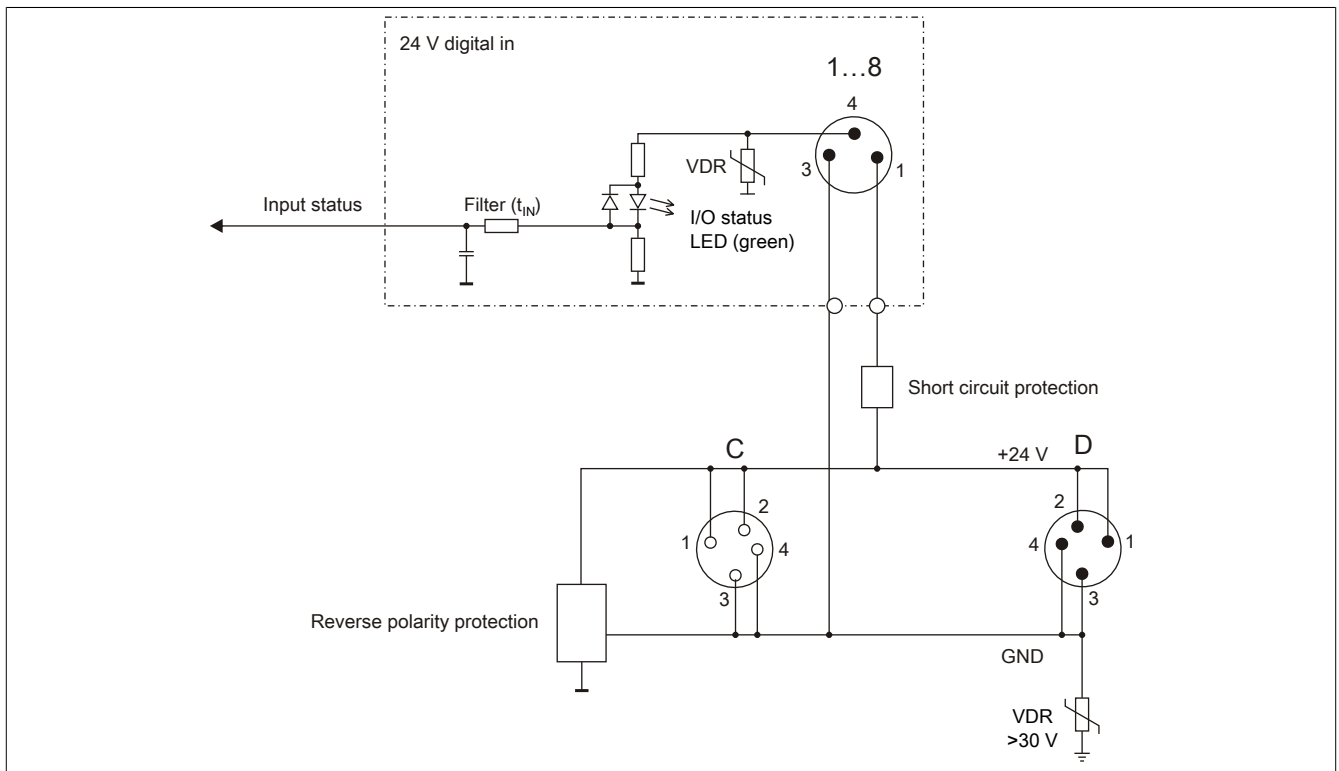 24 V digital in
1...8
4
VDR
3
1
Input status
Filter (tIN)
I/O status
LED (green)
Short circuit protection
C
+24 V
D
2
2
1
4
4
1
3
3
Reverse polarity protection
GND
VDR
>30 V